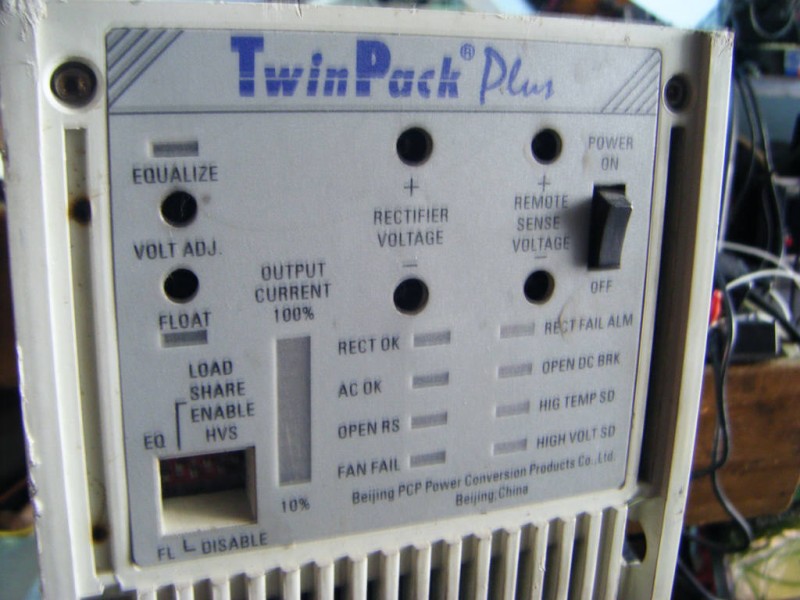 TwinPack® Plus
EQUALIZE
VOLT ADJ.
FLOAT
+
RECTIFIER
VOLTAGE
−
+
REMOTE
SENSE
VOLTAGE
−
POWER
ON
OFF
OUTPUT
CURRENT
100%
10%
LOAD
SHARE
ENABLE
HVS
EQ
FL DISABLE
RECT OK
AC OK
OPEN RS
FAN FAIL
RECT FAIL ALM
OPEN DC BRK
HIG TEMP SD
HIGH VOLT SD
Beijing PCP Power Conversion Products Co., Ltd.
Beijing, China